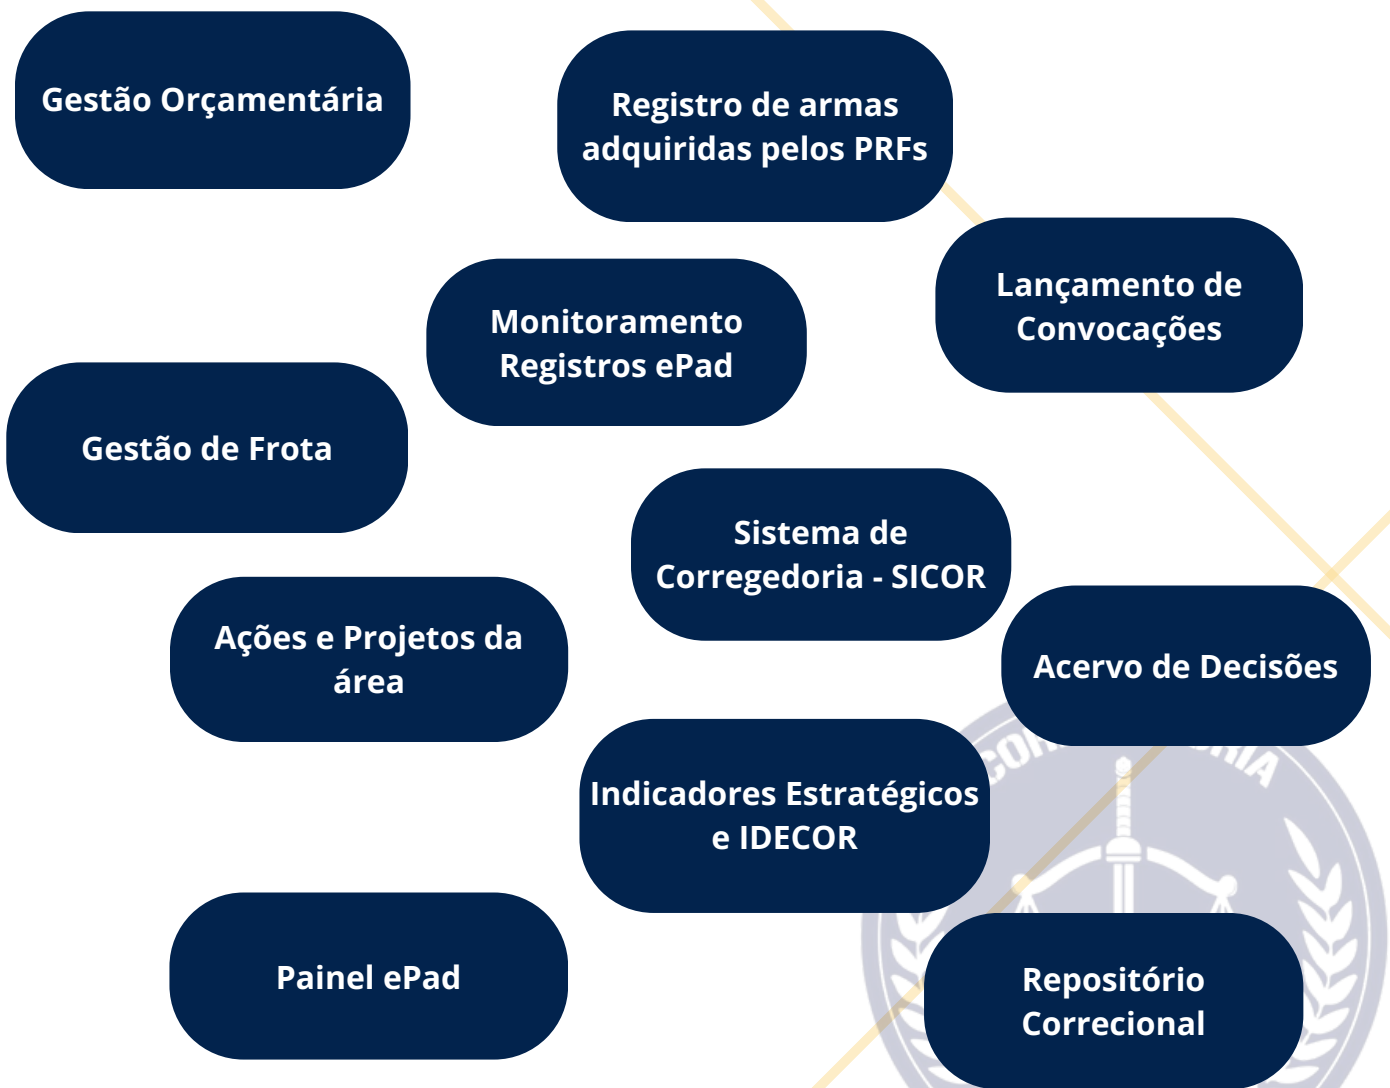 Gestão Orçamentária
Registro de armas
adquiridas pelos PRFs
Lançamento de
Convocações
Monitoramento
Registros ePad
Gestão de Frota
Sistema de
Corregedoria - SICOR
Ações e Projetos da
área
Acervo de Decisões
Indicadores Estratégicos
e IDECOR
Painel ePad
Repositório
Correcional